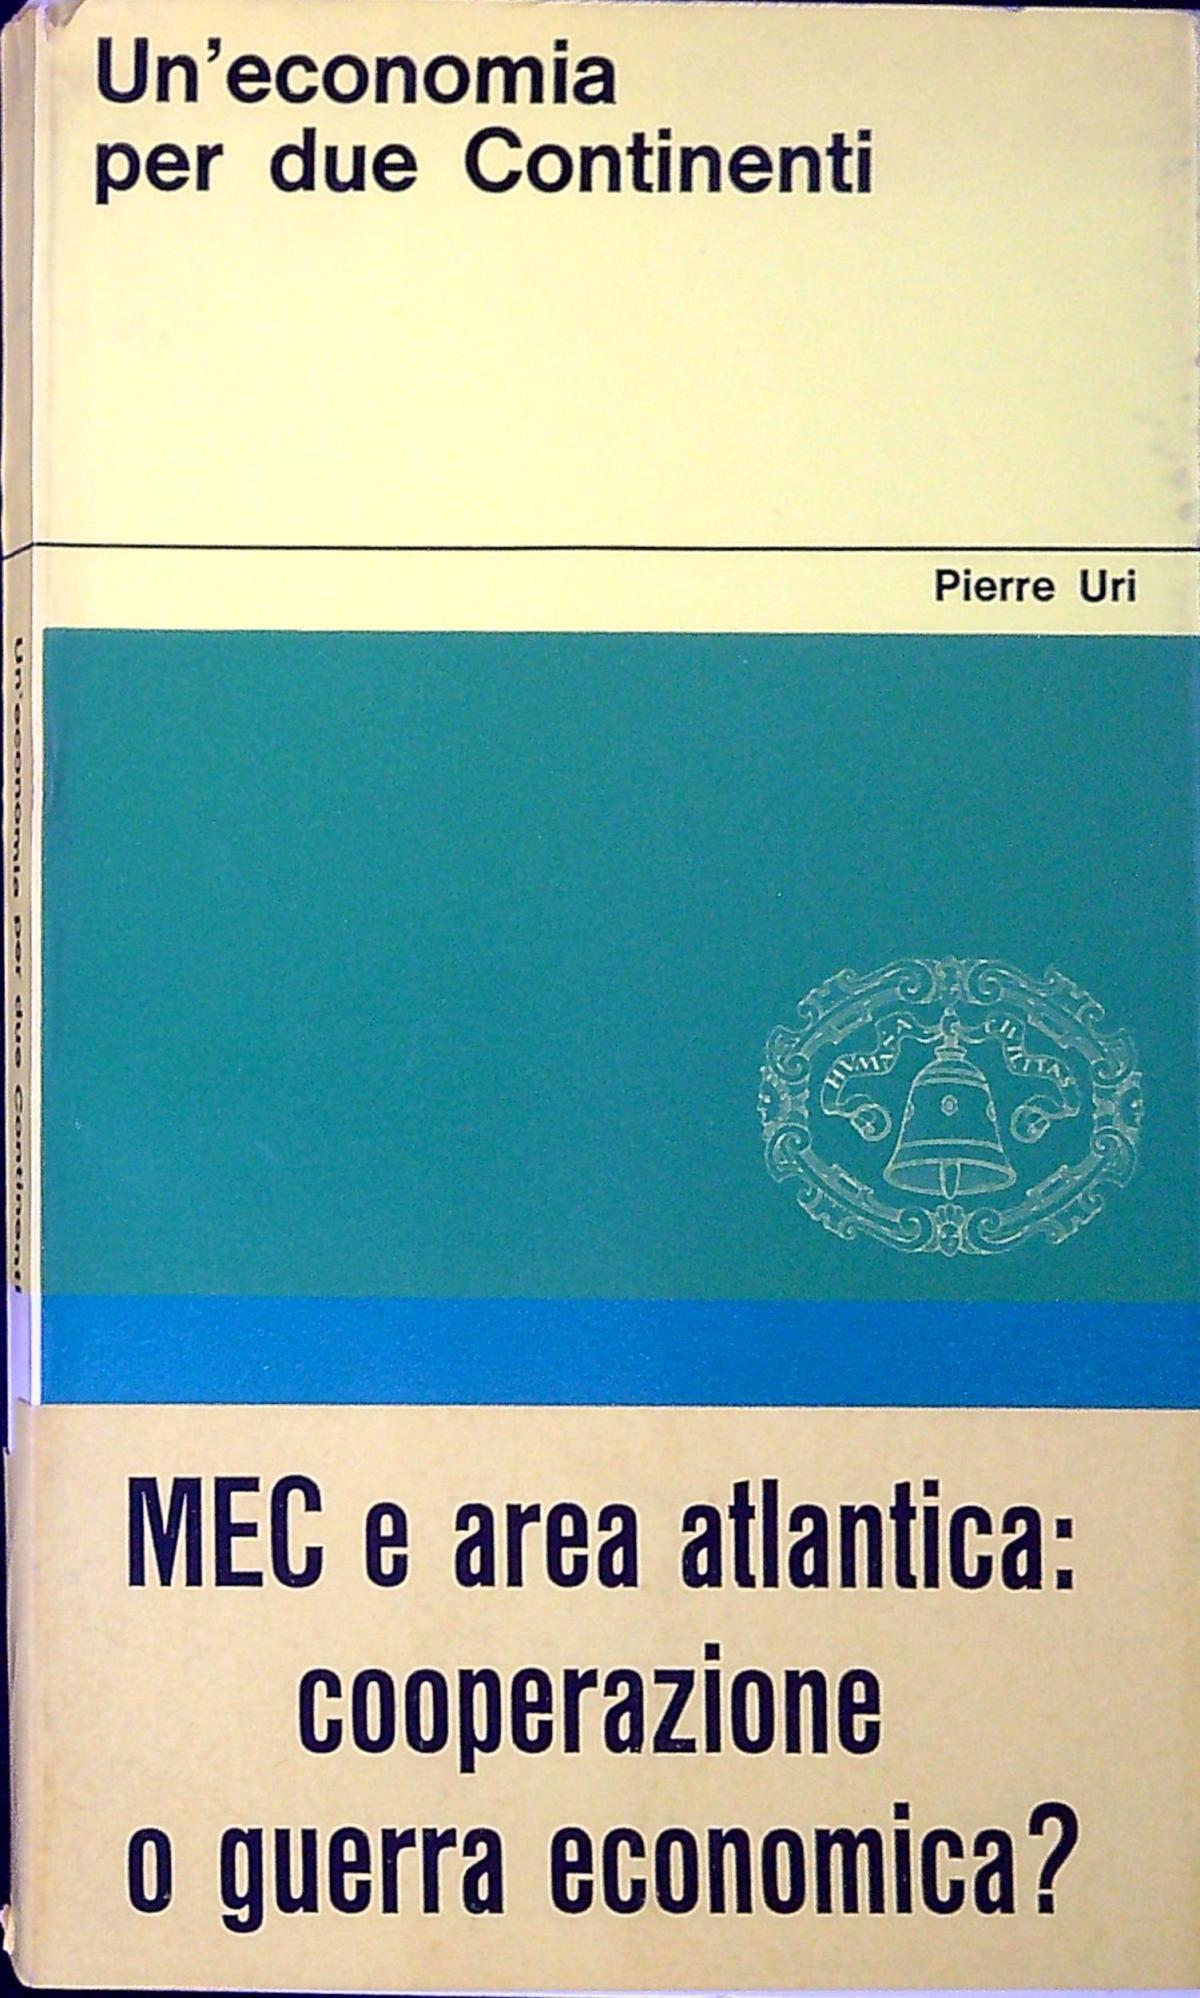 Un'economia
per due Continenti
Pierre Uri
HVMANA CIVILITAS
Un'economia per due Continenti
MEC e area atlantica:
cooperazione
o guerra economica?